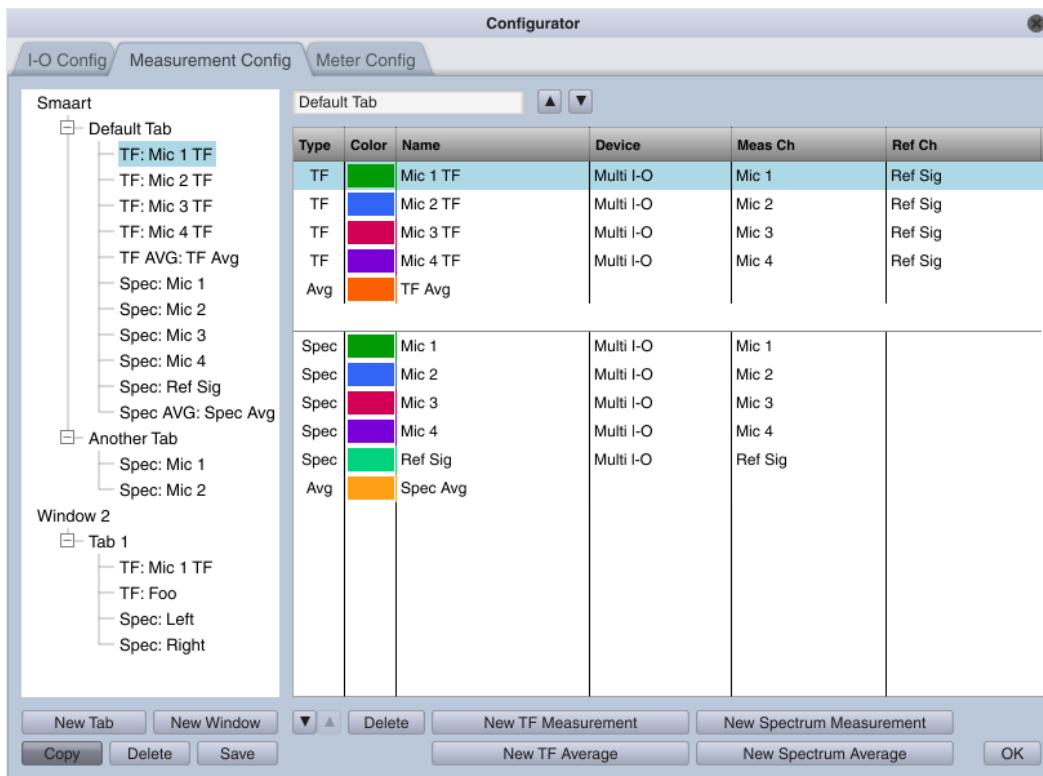 Configurator
I-O Config Measurement Config Meter Config
Smaart
Default Tab
TF: Mic 1 TF
TF: Mic 2 TF
TF: Mic 3 TF
TF: Mic 4 TF
TF AVG: TF Avg
Spec: Mic 1
Spec: Mic 2
Spec: Mic 3
Spec: Mic 4
Spec: Ref Sig
Spec AVG: Spec Avg
Another Tab
Spec: Mic 1
Spec: Mic 2
Window 2
Tab 1
TF: Mic 1 TF
TF: Foo
Spec: Left
Spec: Right
New Tab New Window
Copy Delete Save
Default Tab
Type Color Name Device Meas Ch Ref Ch
TF Mic 1 TF Multi I-O Mic 1 Ref Sig
TF Mic 2 TF Multi I-O Mic 2 Ref Sig
TF Mic 3 TF Multi I-O Mic 3 Ref Sig
TF Mic 4 TF Multi I-O Mic 4 Ref Sig
Avg TF Avg
Spec Mic 1 Multi I-O Mic 1
Spec Mic 2 Multi I-O Mic 2
Spec Mic 3 Multi I-O Mic 3
Spec Mic 4 Multi I-O Mic 4
Spec Ref Sig Multi I-O Ref Sig
Avg Spec Avg
Delete New TF Measurement New Spectrum Measurement
New TF Average New Spectrum Average OK